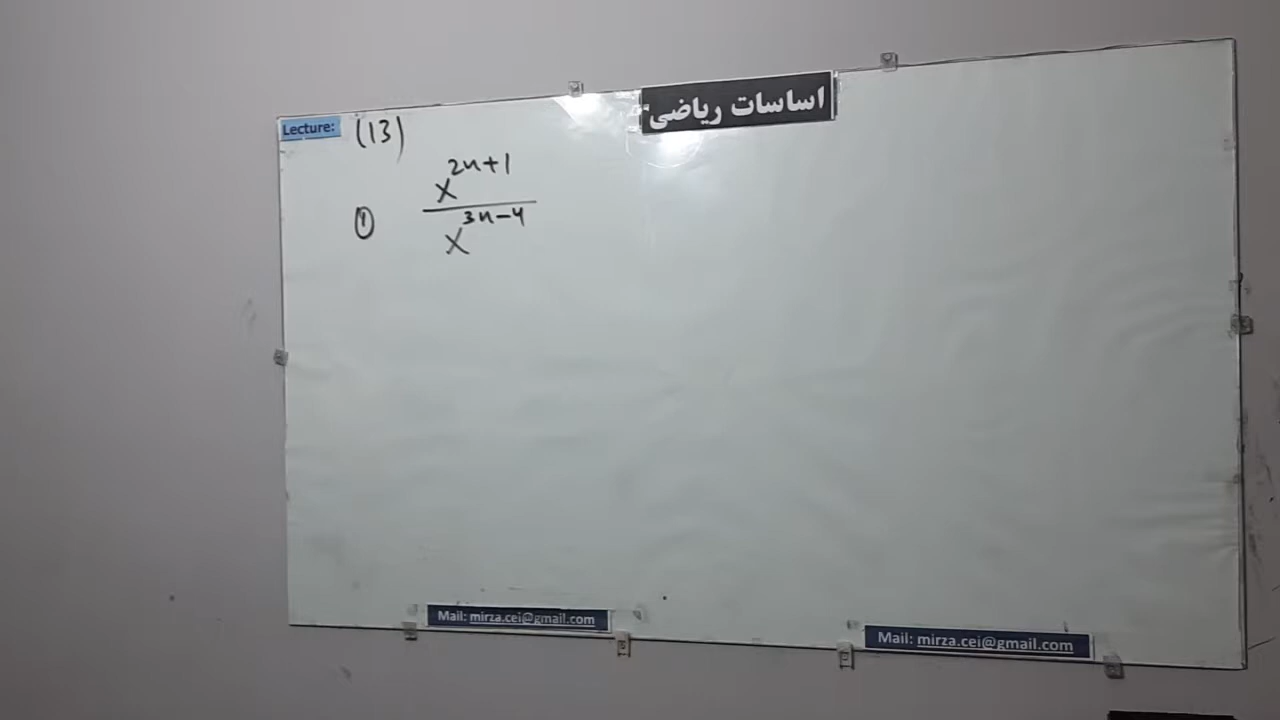 اساسات ریاضی
Lecture: (13)
① x^{2n+1} / x^{3n-4}
Mail: mirza.cei@gmail.com
Mail: mirza.cei@gmail.com